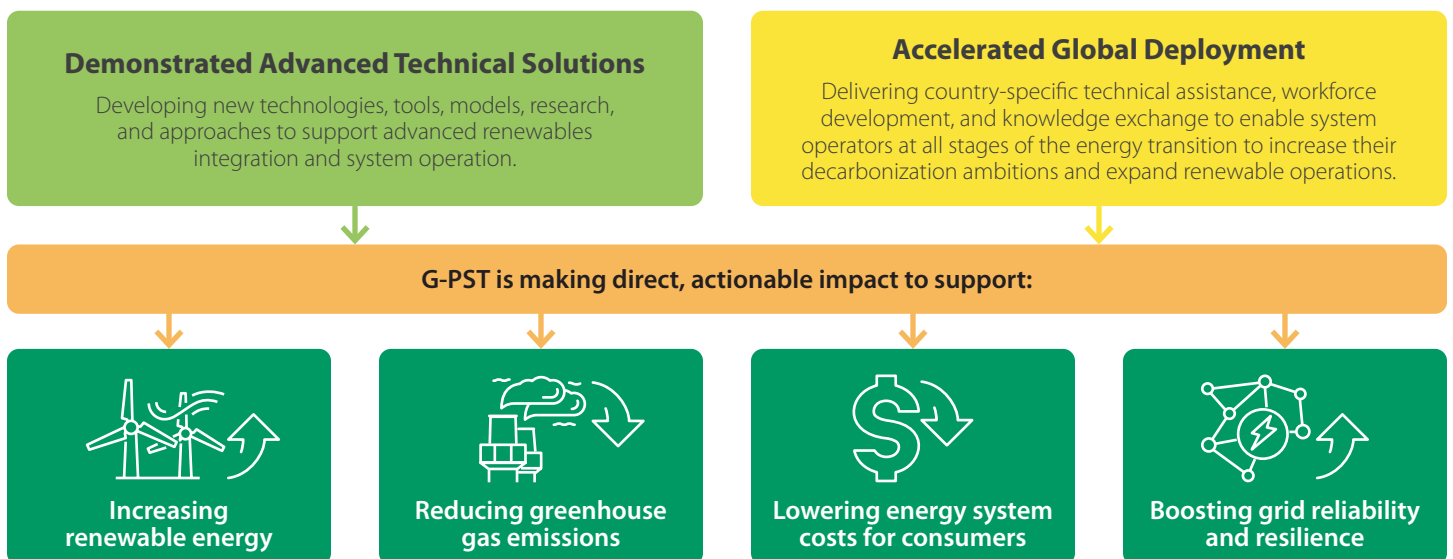 Demonstrated Advanced Technical Solutions
Developing new technologies, tools, models, research,
and approaches to support advanced renewables
integration and system operation.
Accelerated Global Deployment
Delivering country-specific technical assistance, workforce
development, and knowledge exchange to enable system
operators at all stages of the energy transition to increase their
decarbonization ambitions and expand renewable operations.
G-PST is making direct, actionable impact to support:
Increasing
renewable energy
Reducing greenhouse
gas emissions
Lowering energy system
costs for consumers
Boosting grid reliability
and resilience